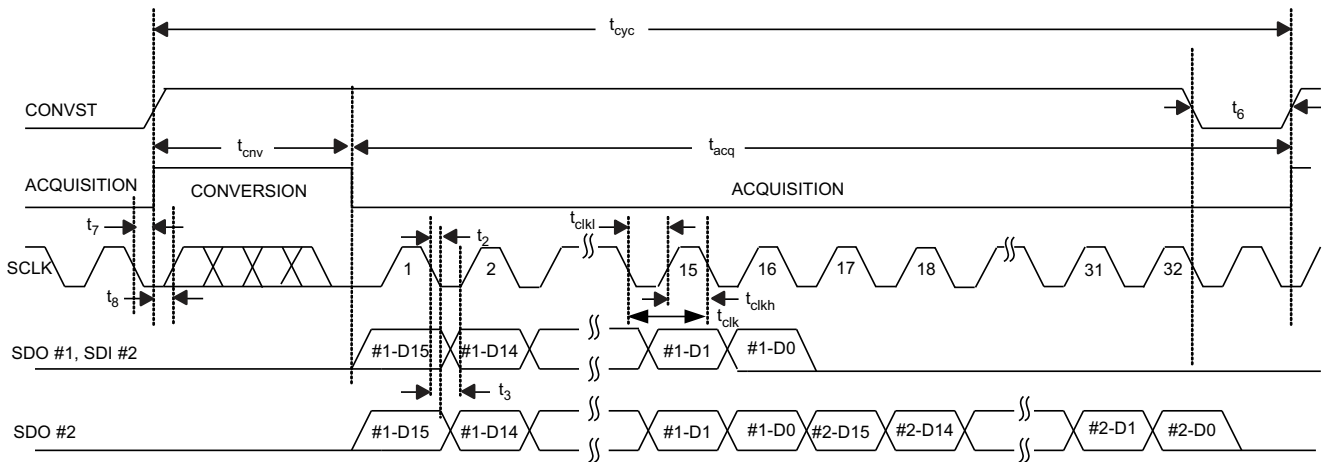 tcyc
CONVST
t6
tcnv
tacq
ACQUISITION
CONVERSION
ACQUISITION
t7
t2
tclkl
SCLK
1
2
15
16
17
18
31
32
t8
tclkh
tclk
SDO #1, SDI #2
#1-D15
#1-D14
#1-D1
#1-D0
t3
SDO #2
#1-D15
#1-D14
#1-D1
#1-D0
#2-D15
#2-D14
#2-D1
#2-D0